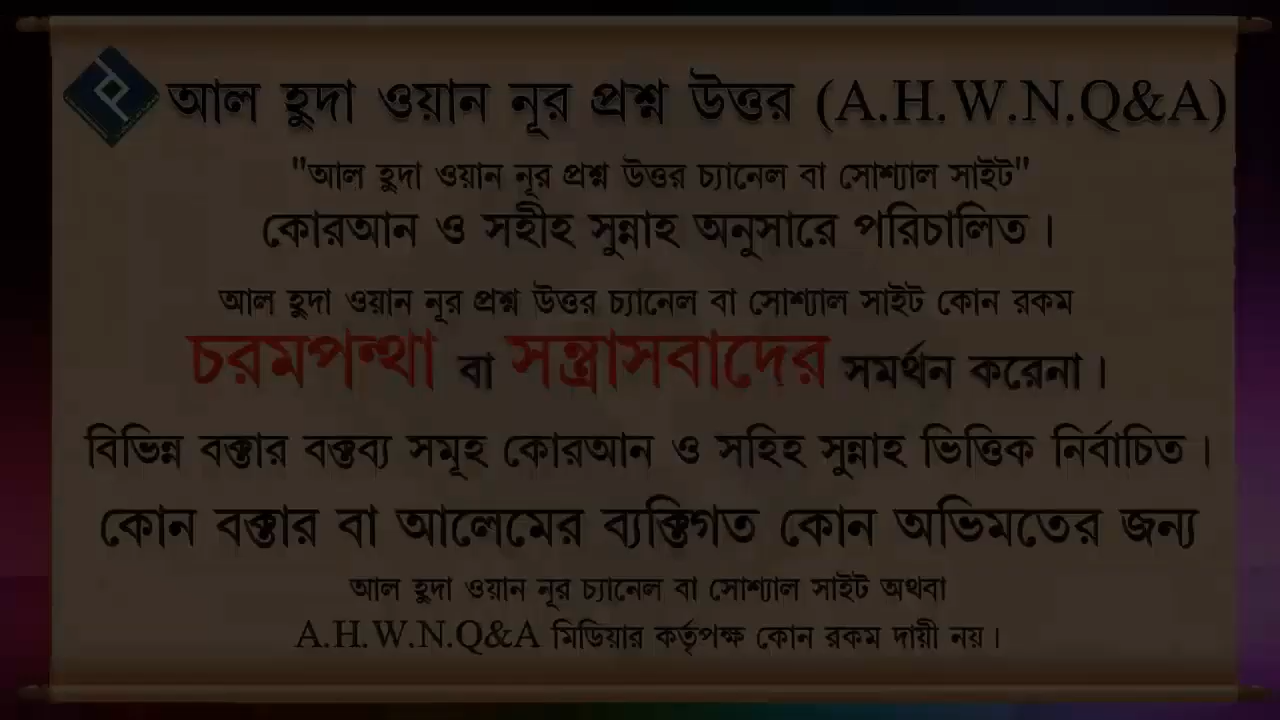 আল হুদা ওয়ান নূর প্রশ্ন উত্তর (A.H.W.N.Q&A)
"আল হুদা ওয়ান নূর প্রশ্ন উত্তর চ্যানেল বা সোশ্যাল সাইট"
কোরআন ও সহীহ সুন্নাহ অনুসারে পরিচালিত।
আল হুদা ওয়ান নূর প্রশ্ন উত্তর চ্যানেল বা সোশ্যাল সাইট কোন রকম
চরমপন্থা বা সন্ত্রাসবাদের সমর্থন করেনা।
বিভিন্ন বক্তার বক্তব্য সমূহ কোরআন ও সহিহ সুন্নাহ ভিত্তিক নির্বাচিত।
কোন বক্তার বা আলেমের ব্যক্তিগত কোন অভিমতের জন্য
আল হুদা ওয়ান নূর চ্যানেল বা সোশ্যাল সাইট অথবা
A.H.W.N.Q&A মিডিয়ার কর্তৃপক্ষ কোন রকম দায়ী নয়।